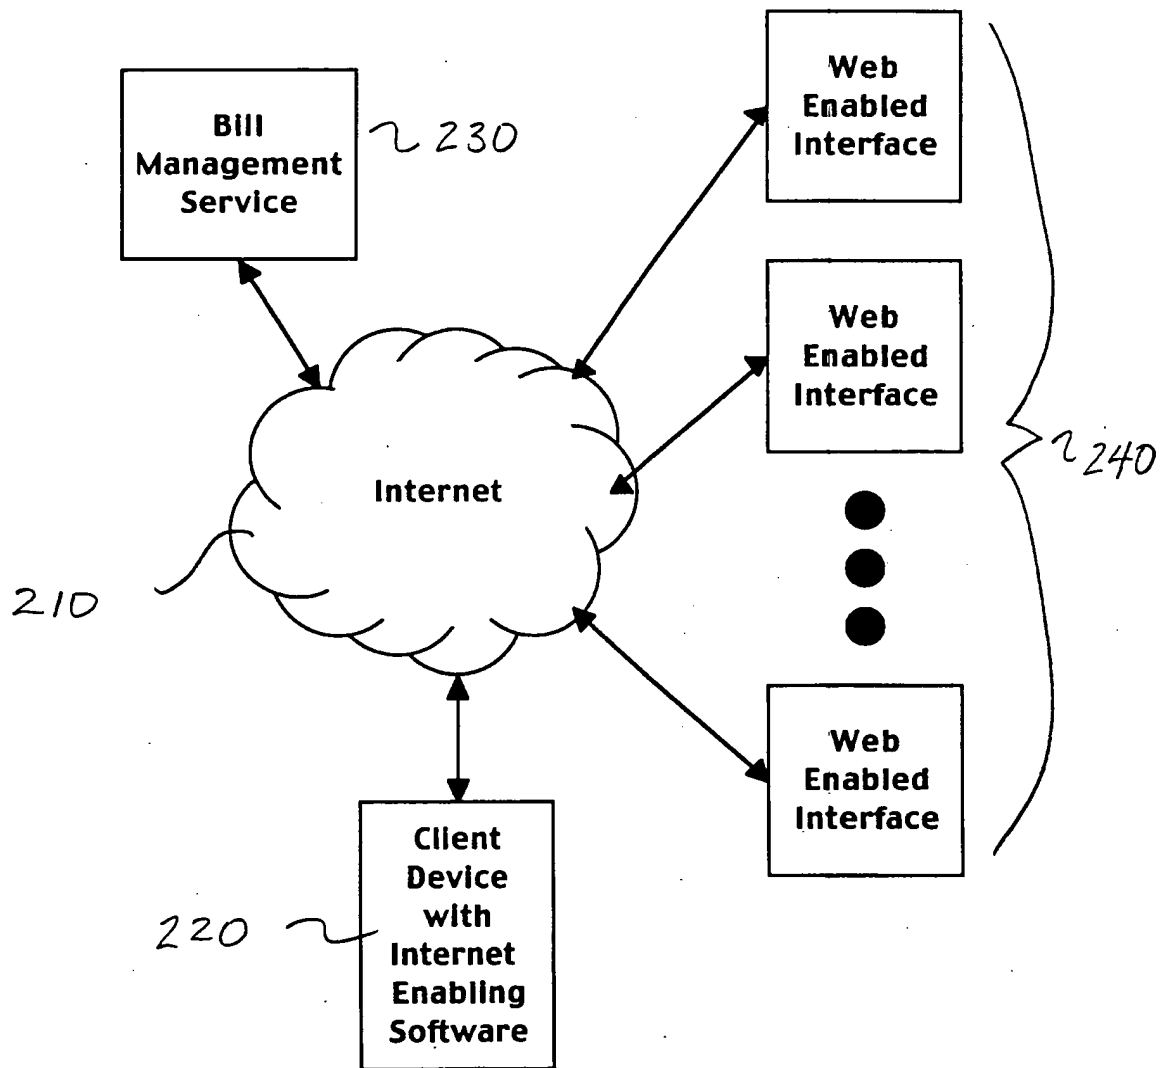 Bill
Management
Service
230
Web
Enabled
Interface
Web
Enabled
Interface
240
Internet
210
Web
Enabled
Interface
Client
Device
with
Internet
Enabling
Software
220